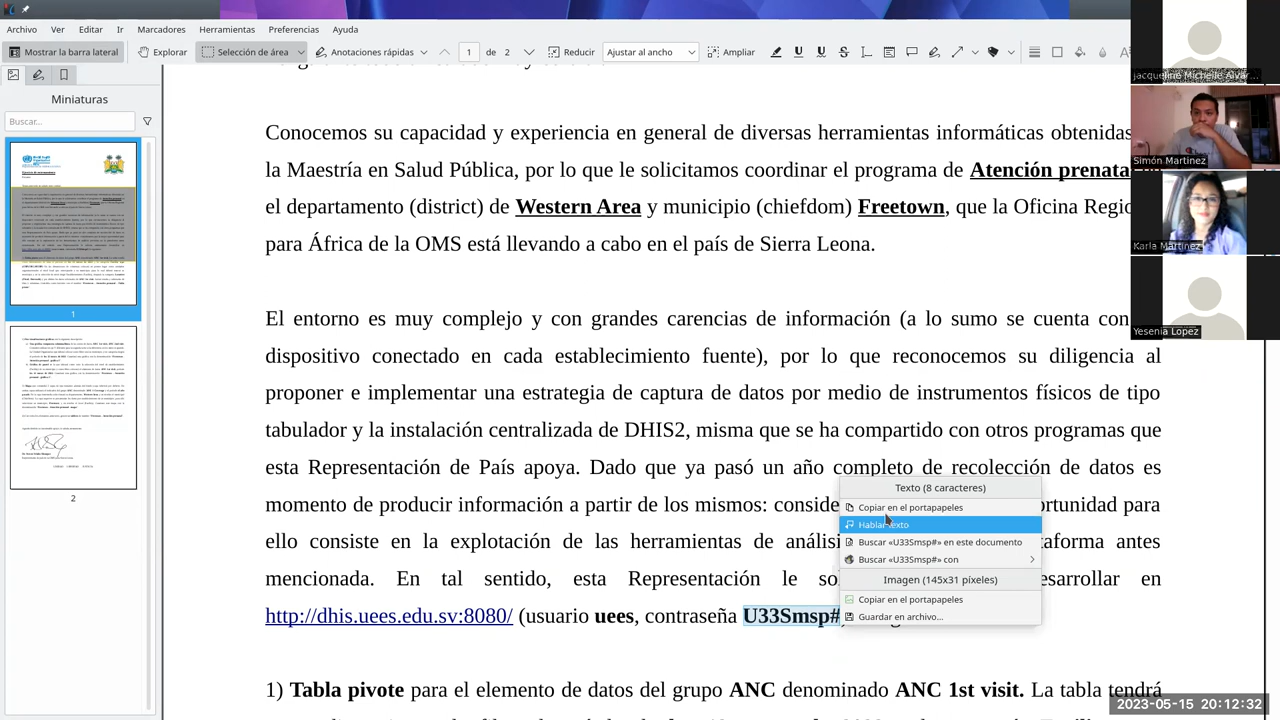 Archivo Ver Editar Ir Marcadores Herramientas Preferencias Ayuda
Mostrar la barra lateral Explorar Selección de área Anotaciones rápidas 1 de 2 Reducir Ajustar al ancho Ampliar
Miniaturas
Buscar...
1
2
Conocemos su capacidad y experiencia en general de diversas herramientas informáticas obtenidas
la Maestría en Salud Pública, por lo que le solicitamos coordinar el programa de Atención prenata
el departamento (district) de Western Area y municipio (chiefdom) Freetown, que la Oficina Regio
para África de la OMS está llevando a cabo en el país de Sierra Leona.
El entorno es muy complejo y con grandes carencias de información (a lo sumo se cuenta con
dispositivo conectado en cada establecimiento fuente), por lo que reconocemos su diligencia al
proponer e implementar una estrategia de captura de datos por medio de instrumentos físicos de tipo
tabulador y la instalación centralizada de DHIS2, misma que se ha compartido con otros programas que
esta Representación de País apoya. Dado que ya pasó un año completo de recolección de datos es
momento de producir información a partir de los mismos: conside ortunidad para
ello consiste en la explotación de las herramientas de análisi taforma antes
mencionada. En tal sentido, esta Representación le so esarrollar en
http://dhis.uees.edu.sv:8080/ (usuario uees, contraseña U33Smsp#
1) Tabla pivote para el elemento de datos del grupo ANC denominado ANC 1st visit. La tabla tendrá
Texto (8 caracteres)
Copiar en el portapapeles
Hablar texto
Buscar «U33Smsp#» en este documento
Buscar «U33Smsp#» con
Imagen (145x31 píxeles)
Copiar en el portapapeles
Guardar en archivo...
jacqueline Michelle Alvar...
Simón Martinez
Karla Martínez
Yesenia Lopez
2023-05-15 20:12:32